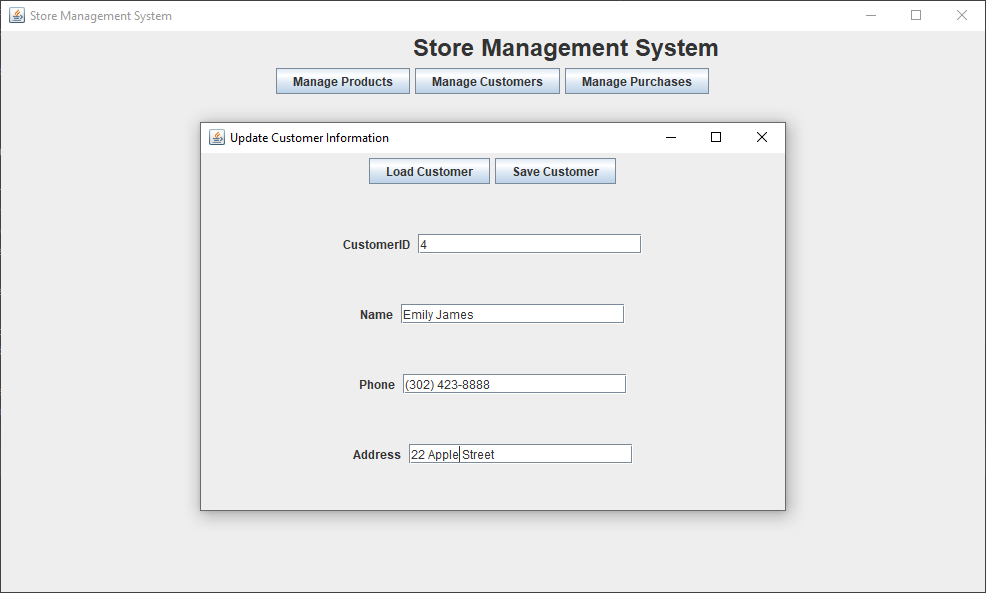 Store Management System
Store Management System
Manage Products Manage Customers Manage Purchases
Update Customer Information
Load Customer Save Customer
CustomerID 4
Name Emily James
Phone (302) 423-8888
Address 22 Apple Street